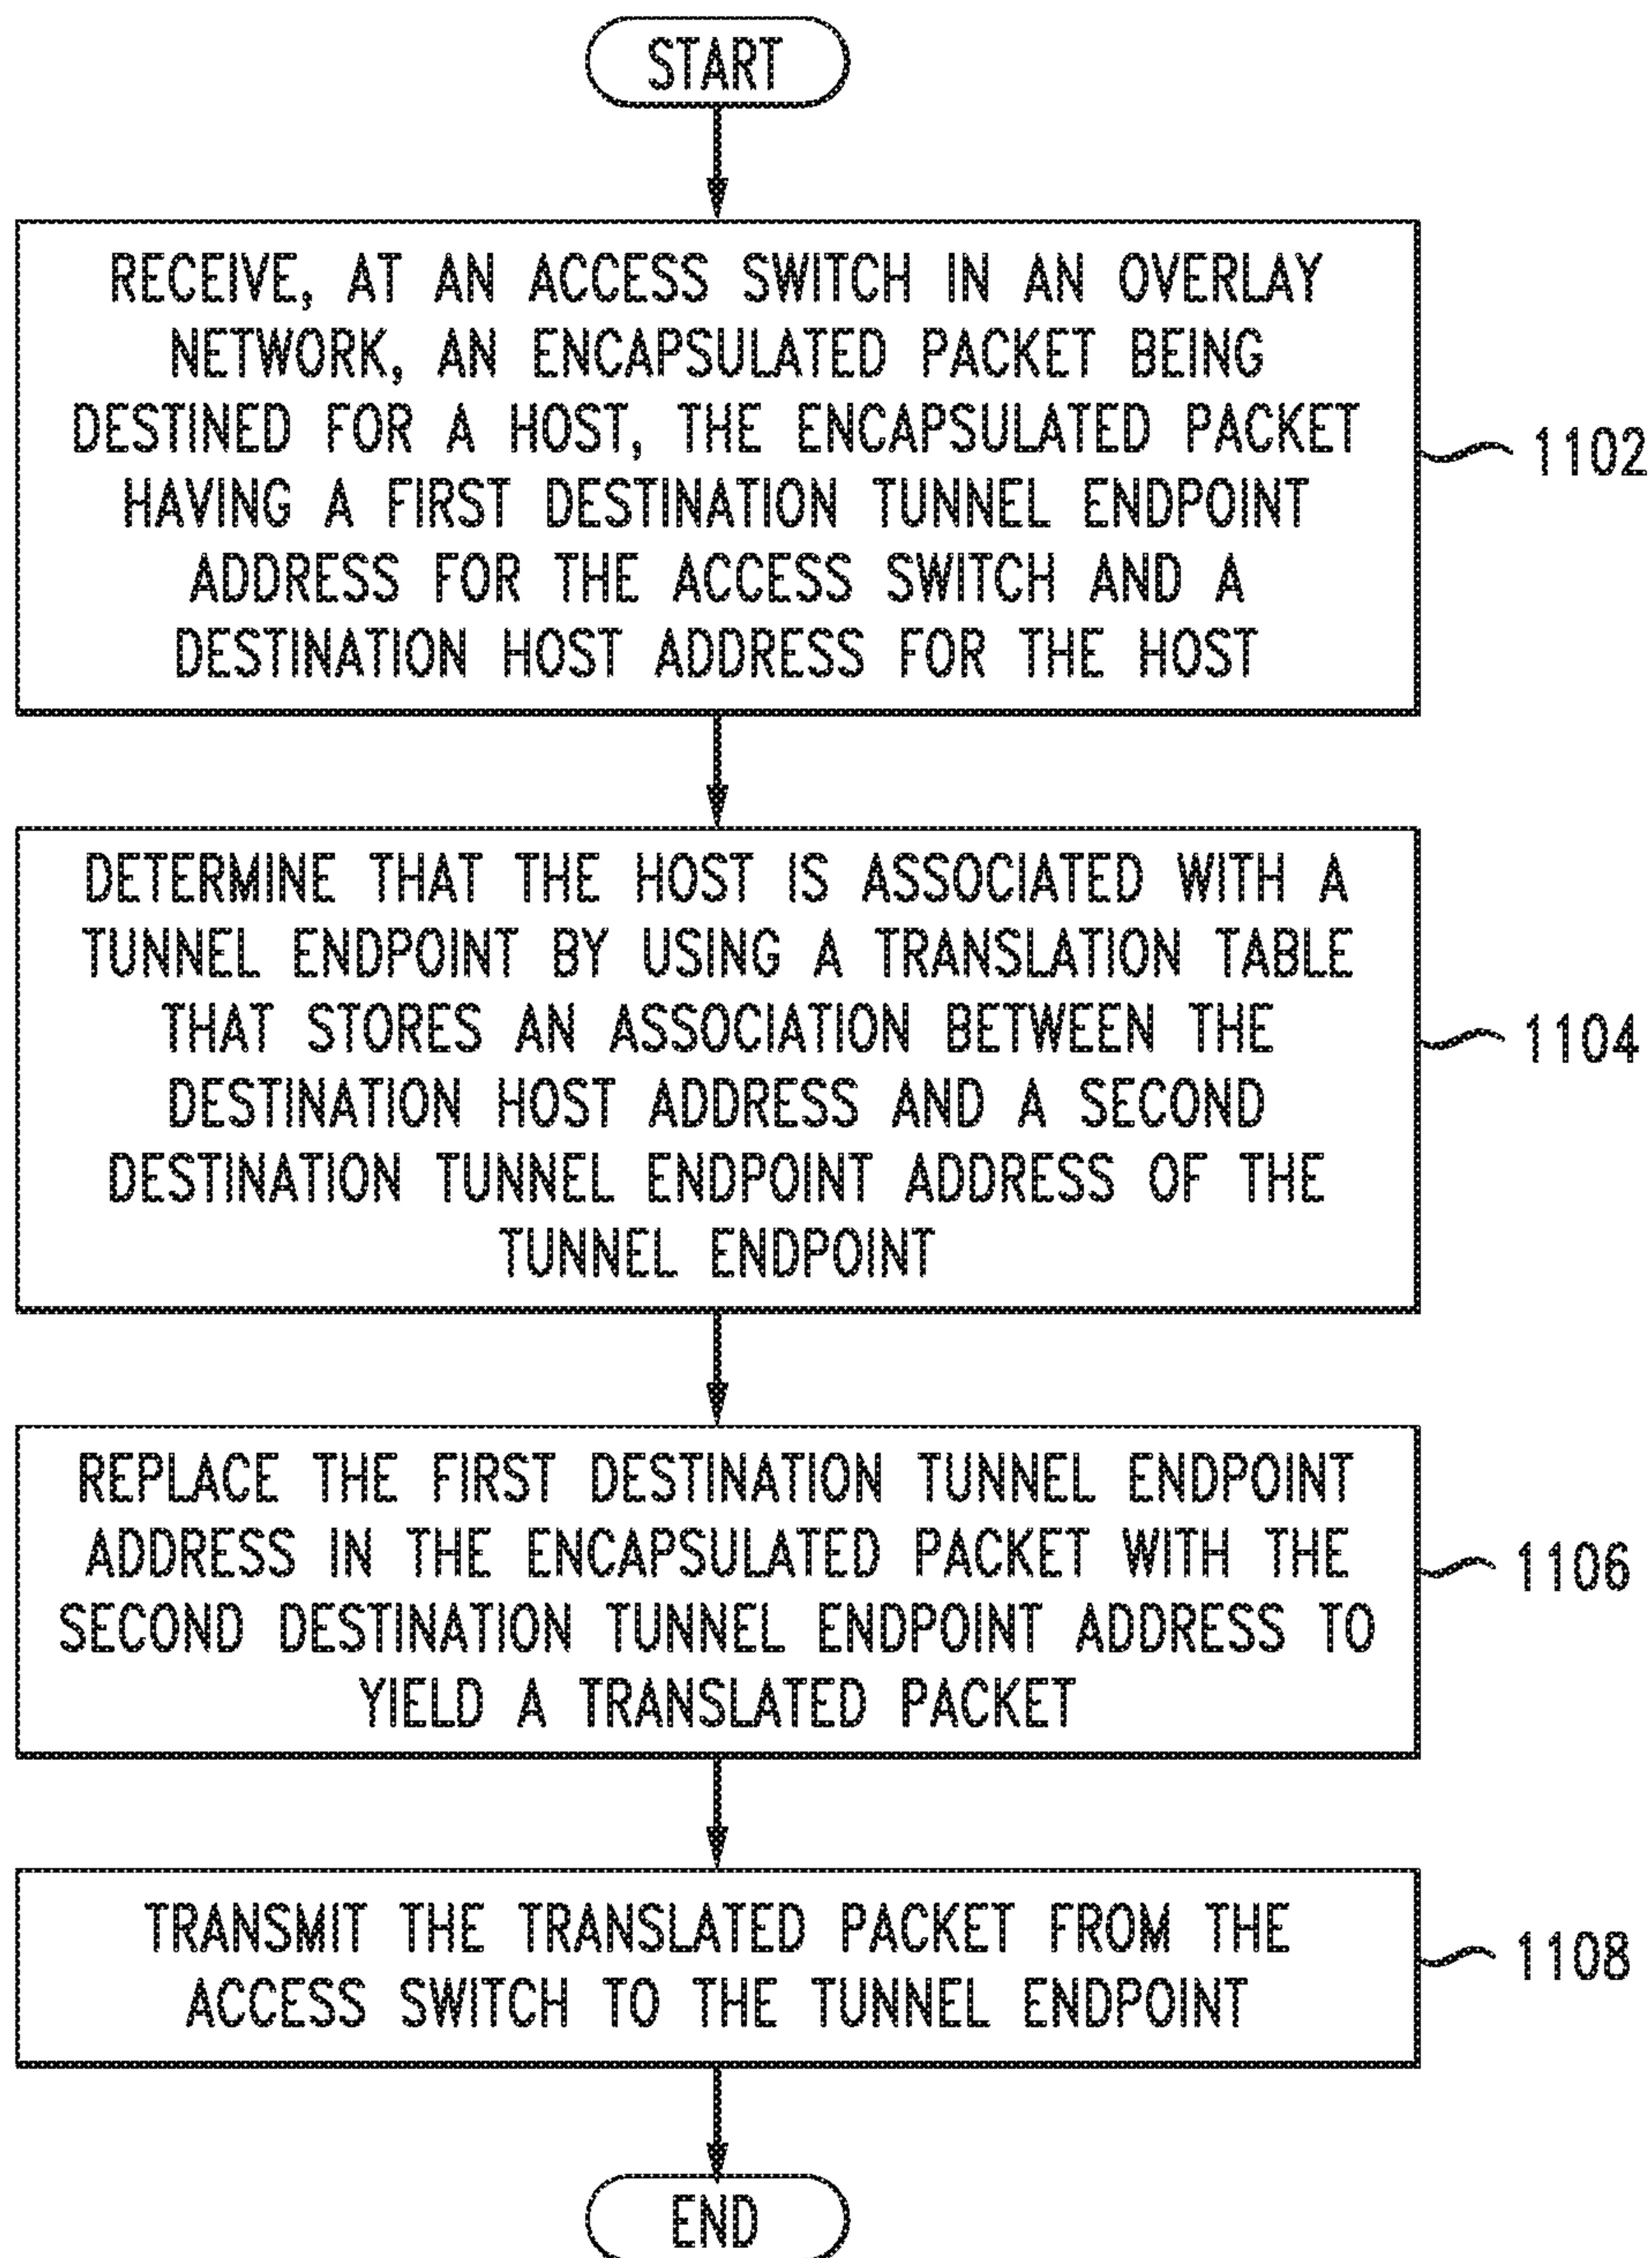 START
RECEIVE, AT AN ACCESS SWITCH IN AN OVERLAY
NETWORK, AN ENCAPSULATED PACKET BEING
DESTINED FOR A HOST, THE ENCAPSULATED PACKET
HAVING A FIRST DESTINATION TUNNEL ENDPOINT
ADDRESS FOR THE ACCESS SWITCH AND A
DESTINATION HOST ADDRESS FOR THE HOST
1102
DETERMINE THAT THE HOST IS ASSOCIATED WITH A
TUNNEL ENDPOINT BY USING A TRANSLATION TABLE
THAT STORES AN ASSOCIATION BETWEEN THE
DESTINATION HOST ADDRESS AND A SECOND
DESTINATION TUNNEL ENDPOINT ADDRESS OF THE
TUNNEL ENDPOINT
1104
REPLACE THE FIRST DESTINATION TUNNEL ENDPOINT
ADDRESS IN THE ENCAPSULATED PACKET WITH THE
SECOND DESTINATION TUNNEL ENDPOINT ADDRESS TO
YIELD A TRANSLATED PACKET
1106
TRANSMIT THE TRANSLATED PACKET FROM THE
ACCESS SWITCH TO THE TUNNEL ENDPOINT
1108
END